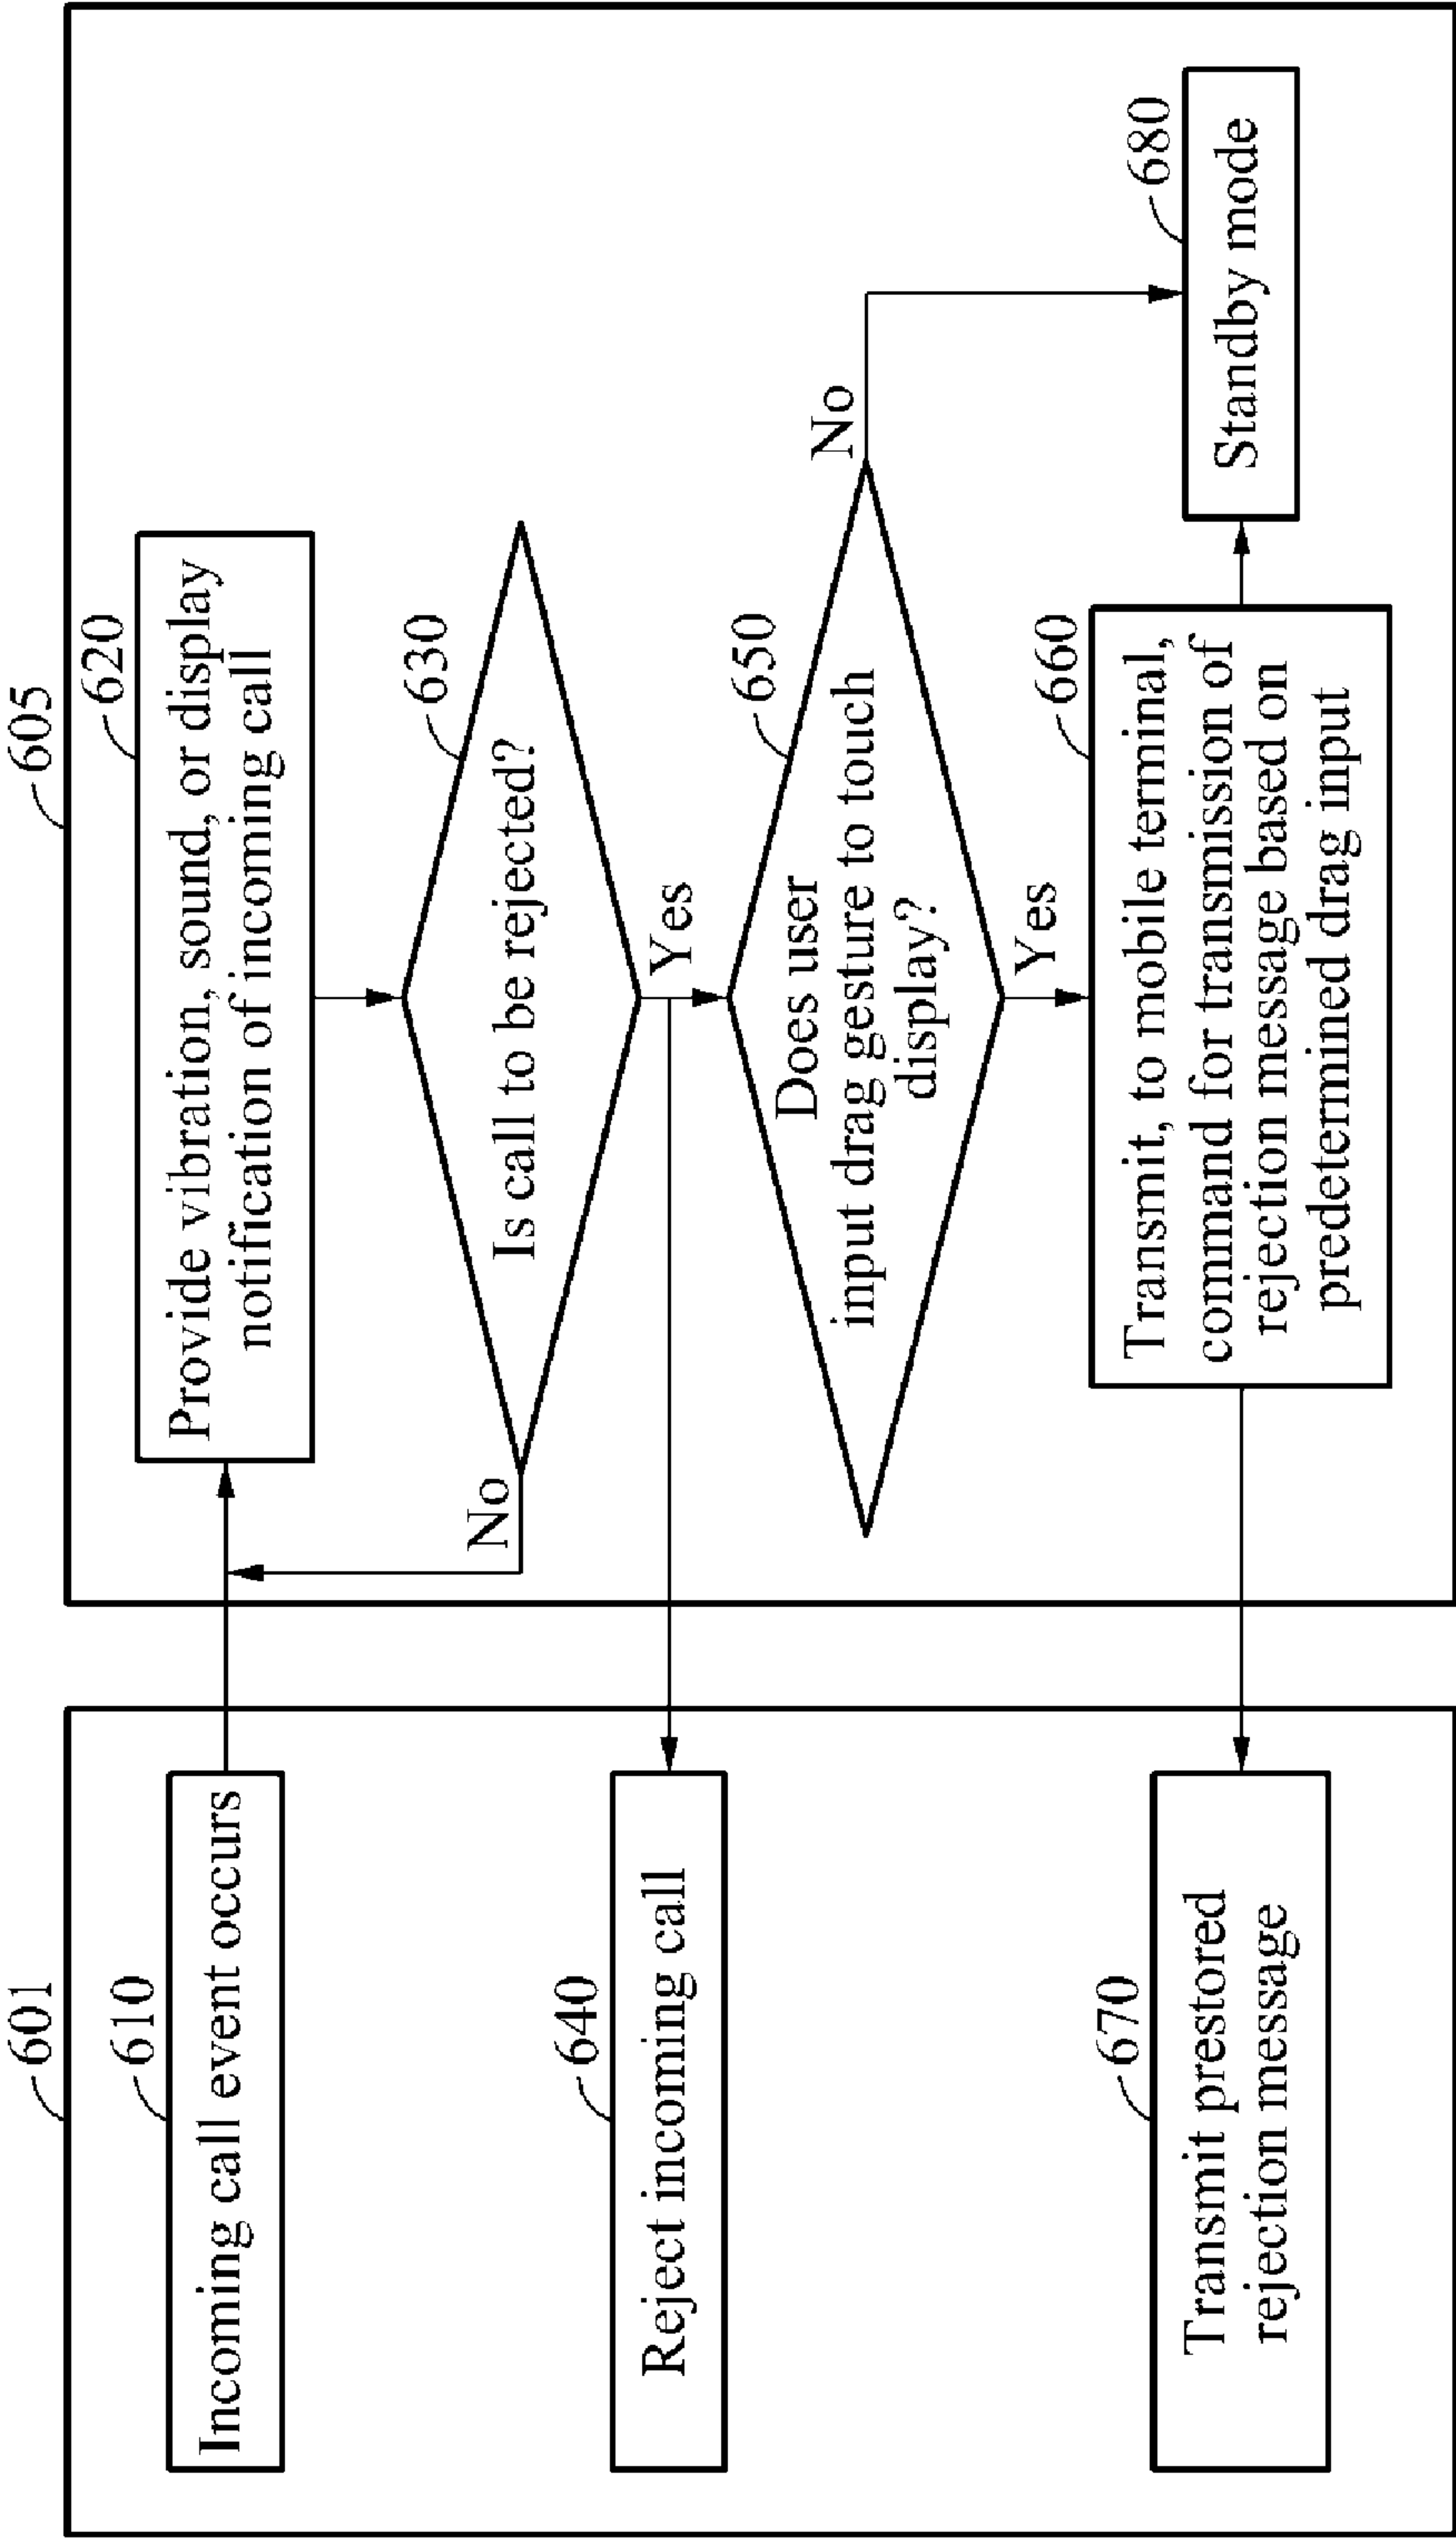 601
610
Incoming call event occurs
640
Reject incoming call
670
Transmit prestored
rejection message
605
620
Provide vibration, sound, or display
notification of incoming call
630
Is call to be rejected?
No
Yes
650
Does user
input drag gesture to touch
display?
No
Yes
660
Transmit, to mobile terminal,
command for transmission of
rejection message based on
predetermined drag input
680
Standby mode